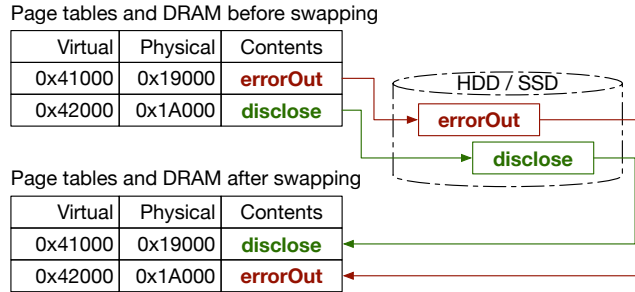 Page tables and DRAM before swapping
Virtual Physical Contents
0x41000 0x19000 errorOut
0x42000 0x1A000 disclose
HDD / SSD
errorOut
disclose
Page tables and DRAM after swapping
Virtual Physical Contents
0x41000 0x19000 disclose
0x42000 0x1A000 errorOut